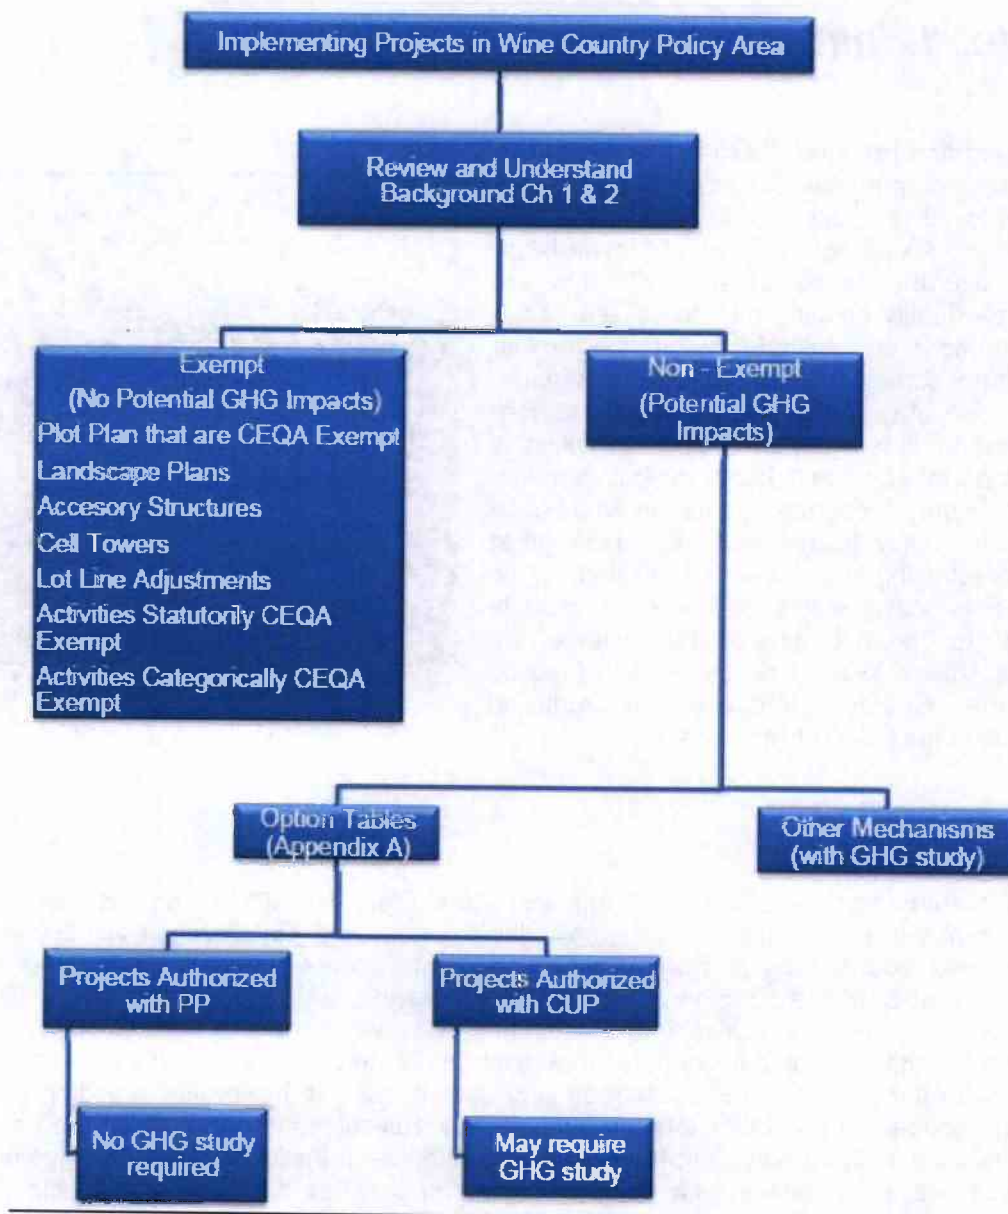 Implementing Projects in Wine Country Policy Area
Review and Understand
Background Ch 1 & 2
Exempt
(No Potential GHG Impacts)
Plot Plan that are CEQA Exempt
Landscape Plans
Accesory Structures
Cell Towers
Lot Line Adjustments
Activities Statutorily CEQA
Exempt
Activities Categorically CEQA
Exempt
Non - Exempt
(Potential GHG
Impacts)
Option Tables
(Appendix A)
Other Mechanisms
(with GHG study)
Projects Authorized
with PP
Projects Authorized
with CUP
No GHG study
required
May require
GHG study